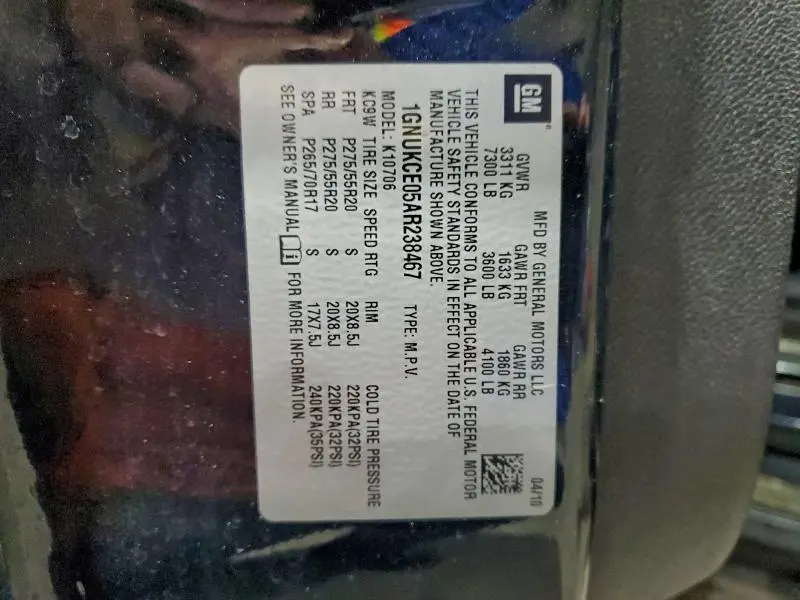 GM®
MFD BY GENERAL MOTORS LLC 04/10
GVWR GAWR FRT GAWR RR
3311 KG 1633 KG 1860 KG
7300 LB 3600 LB 4100 LB
THIS VEHICLE CONFORMS TO ALL APPLICABLE U.S. FEDERAL MOTOR
VEHICLE SAFETY STANDARDS IN EFFECT ON THE DATE OF
MANUFACTURE SHOWN ABOVE.
1GNUKCE05AR238467 TYPE: M.P.V.
MODEL: K10706
KC9W TIRE SIZE SPEED RTG RIM COLD TIRE PRESSURE
FRT P275/55R20 S 20X8.5J 220KPA(32PSI)
RR P275/55R20 S 20X8.5J 220KPA(32PSI)
SPA P265/70R17 S 17X7.5J 240KPA(35PSI)
SEE OWNER'S MANUAL i FOR MORE INFORMATION.